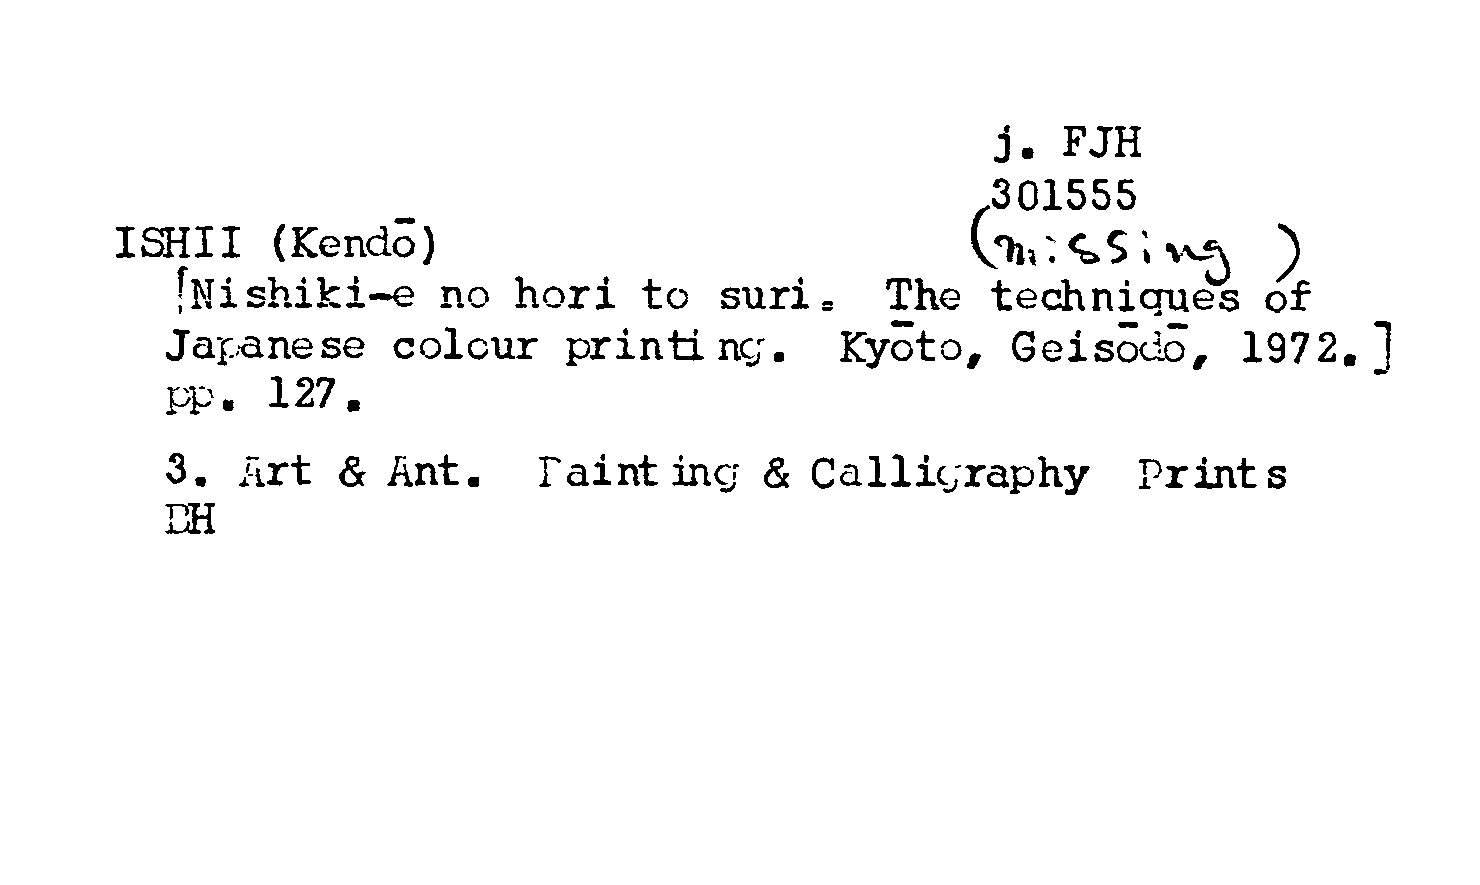 j. FJH
301555
ISHII (Kendō) (missing)
[Nishiki-e no hori to suri. The techniques of
Japanese colour printing. Kyōto, Geisōdō, 1972.]
pp. 127.
3. Art & Ant. Painting & Calligraphy Prints
DH